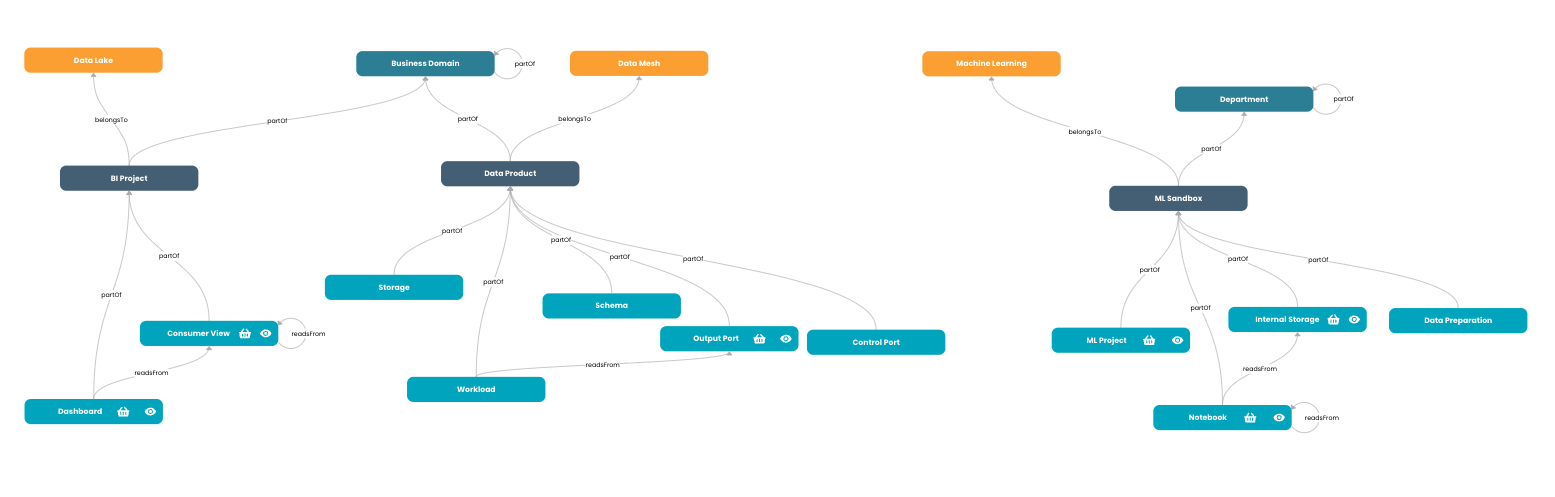 Data Lake
Business Domain
partOf
Data Mesh
Machine Learning
Department
partOf
belongsTo
partOf
partOf
belongsTo
belongsTo
partOf
BI Project
Data Product
ML Sandbox
partOf
partOf
partOf
partOf
partOf
partOf
partOf
partOf
partOf
partOf
partOf
partOf
Storage
Schema
Consumer View
readsFrom
Output Port
Control Port
ML Project
Internal Storage
Data Preparation
readsFrom
readsFrom
readsFrom
Dashboard
Workload
Notebook
readsFrom